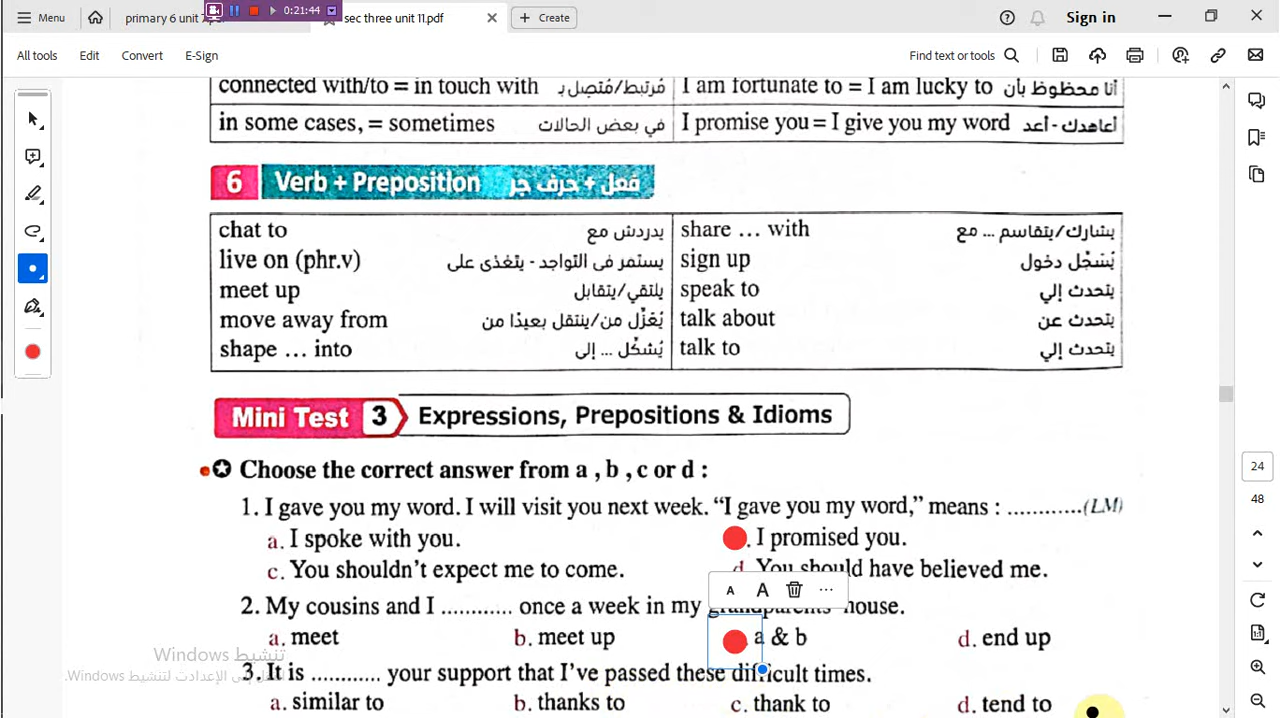 Menu
primary 6 unit
0:21:44
sec three unit 11.pdf
Create
Sign in
All tools
Edit
Convert
E-Sign
Find text or tools
connected with/to = in touch with مُرتبط/مُتصِل بـ
I am fortunate to = I am lucky to أنا محظوظ بأن
in some cases, = sometimes في بعض الحالات
I promise you = I give you my word أعاهدك - أعد
6 Verb + Preposition فعل + حرف جر
chat to يدردش مع
share ... with يشارك/يتقاسم ... مع
live on (phr.v) يستمر فى التواجد - يتغذى على
sign up يُسَجِّل دخول
meet up يلتقي/يتقابل
speak to يتحدث إلي
move away from يُعَزِّل من/ينتقل بعيدًا من
talk about يتحدث عن
shape ... into يُشكِّل ... إلى
talk to يتحدث إلي
Mini Test 3 Expressions, Prepositions & Idioms
Choose the correct answer from a , b , c or d :
1. I gave you my word. I will visit you next week. “I gave you my word,” means : ............(LM)
a. I spoke with you.
. I promised you.
c. You shouldn’t expect me to come.
d. You should have believed me.
A A ...
2. My cousins and I ............ once a week in my grandparents’ house.
a. meet
b. meet up
. a & b
d. end up
3. It is ............ your support that I’ve passed these difficult times.
a. similar to
b. thanks to
c. thank to
d. tend to
24
48
تنشيط Windows
انتقل إلى الإعدادات لتنشيط Windows.